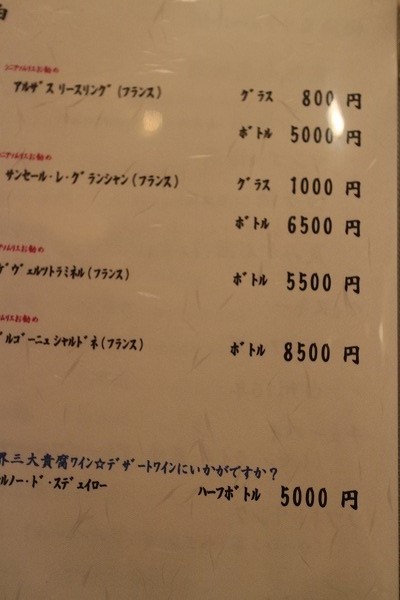 白
シニアソムリエお勧め
アルザス リースリング(フランス) グラス 800 円
ボトル 5000 円
ニアソムリエお勧め
サンセール・レ・グランシャン(フランス) グラス 1000 円
ボトル 6500 円
アソムリエお勧め
ゲヴェルツトラミネル(フランス) ボトル 5500 円
ムリエお勧め
ブルゴーニュ シャルドネ(フランス) ボトル 8500 円
界三大貴腐ワイン☆デザートワインにいかがですか?
ルノー・ド・スデュイロー ハーフボトル 5000 円